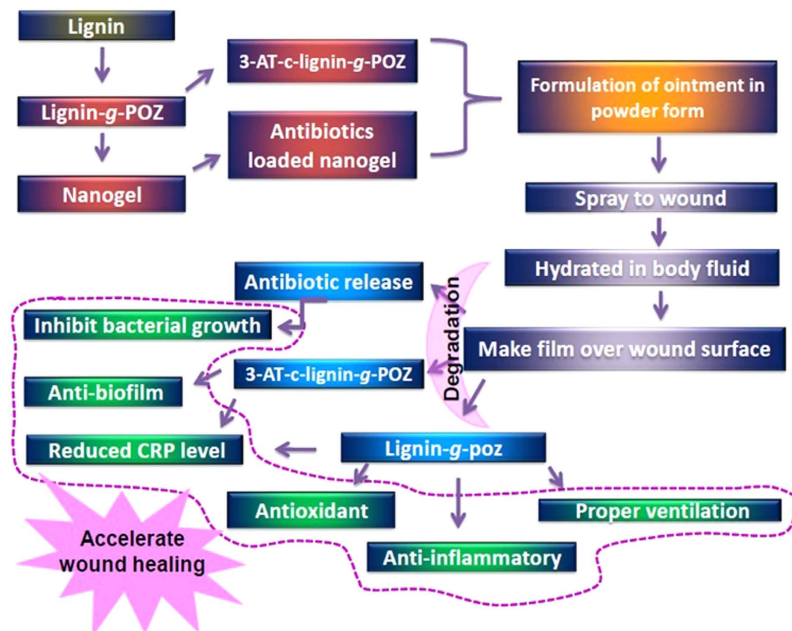 Lignin
3-AT-c-lignin-g-POZ
Lignin-g-POZ
Antibiotics
loaded nanogel
Nanogel
Formulation of ointment in
powder form
Spray to wound
Hydrated in body fluid
Make film over wound surface
Degradation
Antibiotic release
Inhibit bacterial growth
3-AT-c-lignin-g-POZ
Anti-biofilm
Reduced CRP level
Lignin-g-poz
Antioxidant
Proper ventilation
Anti-inflammatory
Accelerate
wound healing